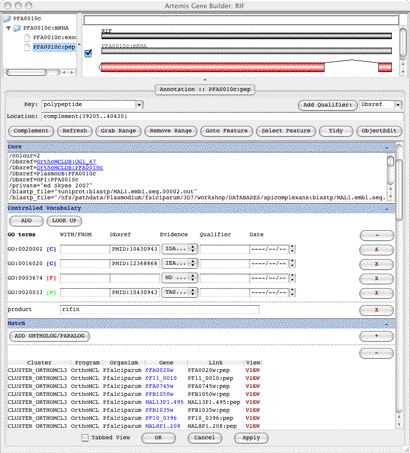 Artemis Gene Builder: RIF
PFA0010c
PFA0010c:mRNA
PFA0010c:exon
PFA0010c:pep
RIF
PFA0010c:mRNA
Annotation :: PFA0010c:pep
Key: polypeptide
Add Qualifier: Dbxref
Location: complement(39205..40430)
Complement Refresh Grab Range Remove Range Goto Feature Select Feature Tidy ObjectEdit
Core
/colour=2
/Dbxref=OrthoMCLDB:OG1_67
/Dbxref=OrthoMCLDB:PFA0010c
/Dbxref=PlasmoDB:PFA0010c
/Dbxref=GPI:PFA0010c
/private="ed Skyes 2007"
/blastp_file="uniprot:blastp/MAL1.embl.seq.00002.out"
/blastp_file="/nfs/pathdata/Plasmodium/falciparum/3D7/workshop/DATABASES/apicomplexans:blastp/MAL1.embl.seq.
Controlled Vocabulary
ADD LOOK UP
GO terms WITH/FROM Dbxref Evidence Qualifier Date
GO:0020002 [C] PMID:10430943 IDA... ----/--/-- X
GO:0016020 [C] PMID:12368868 IEA... ----/--/-- X
GO:0003674 [F] ND ... ----/--/-- X
GO:0020033 [F] PMID:10430943 TAS... ----/--/-- X
product rifin X
Match
ADD ORTHOLOG/PARALOG +
Cluster Program Organism Gene Link View
CLUSTER_ORTHOMCL3 OrthoMCL Pfalciparum PFA0020w PFA0020w:pep VIEW
CLUSTER_ORTHOMCL3 OrthoMCL Pfalciparum PF11_0010 PF11_0010:pep VIEW
CLUSTER_ORTHOMCL3 OrthoMCL Pfalciparum PFA0745w PFA0745w:pep VIEW
CLUSTER_ORTHOMCL3 OrthoMCL Pfalciparum PFB1050w PFB1050w:pep VIEW
CLUSTER_ORTHOMCL3 OrthoMCL Pfalciparum MAL13P1.495 MAL13P1.495:pep VIEW
CLUSTER_ORTHOMCL3 OrthoMCL Pfalciparum PFB1035w PFB1035w:pep VIEW
CLUSTER_ORTHOMCL3 OrthoMCL Pfalciparum PF10_0396 PF10_0396:pep VIEW
CLUSTER_ORTHOMCL3 OrthoMCL Pfalciparum MAL8P1.208 MAL8P1.208:pep VIEW
Tabbed View OK Cancel Apply